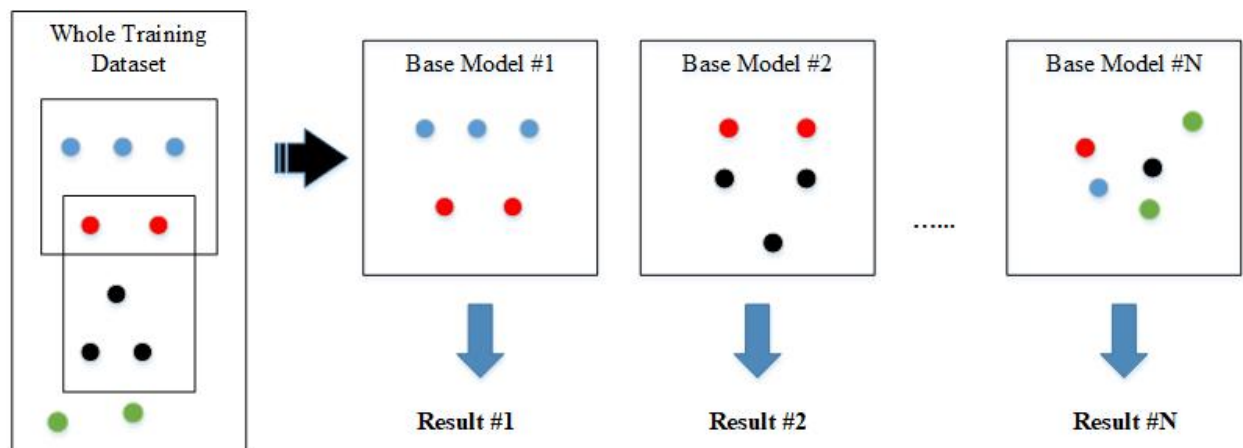 Whole Training
Dataset
Base Model #1
Base Model #2
Base Model #N
…...
Result #1
Result #2
Result #N